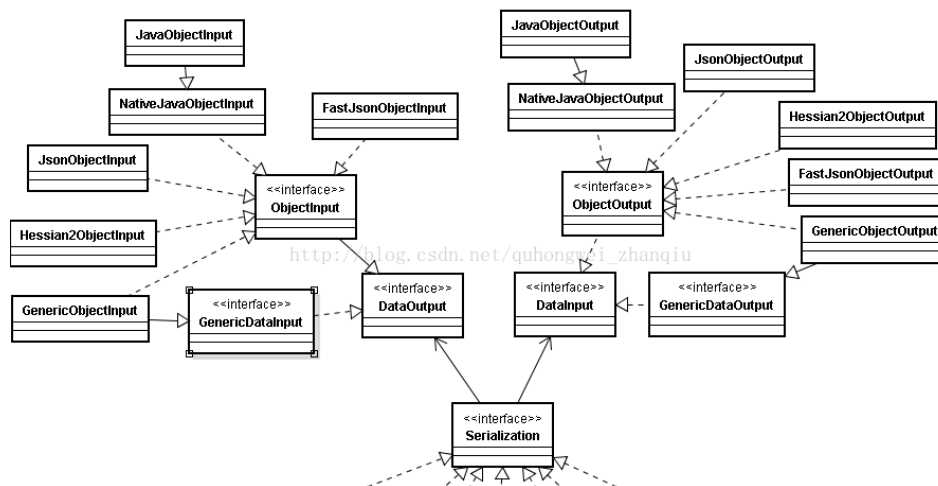 JavaObjectInput
JavaObjectOutput
JsonObjectOutput
NativeJavaObjectInput
FastJsonObjectInput
NativeJavaObjectOutput
Hessian2ObjectOutput
JsonObjectInput
<<interface>>
ObjectInput
<<interface>>
ObjectOutput
FastJsonObjectOutput
Hessian2ObjectInput
GenericObjectOutput
http://blog.csdn.net/quhongwei_zhanqiu
GenericObjectInput
<<interface>>
GenericDataInput
<<interface>>
DataOutput
<<interface>>
DataInput
<<interface>>
GenericDataOutput
<<interface>>
Serialization